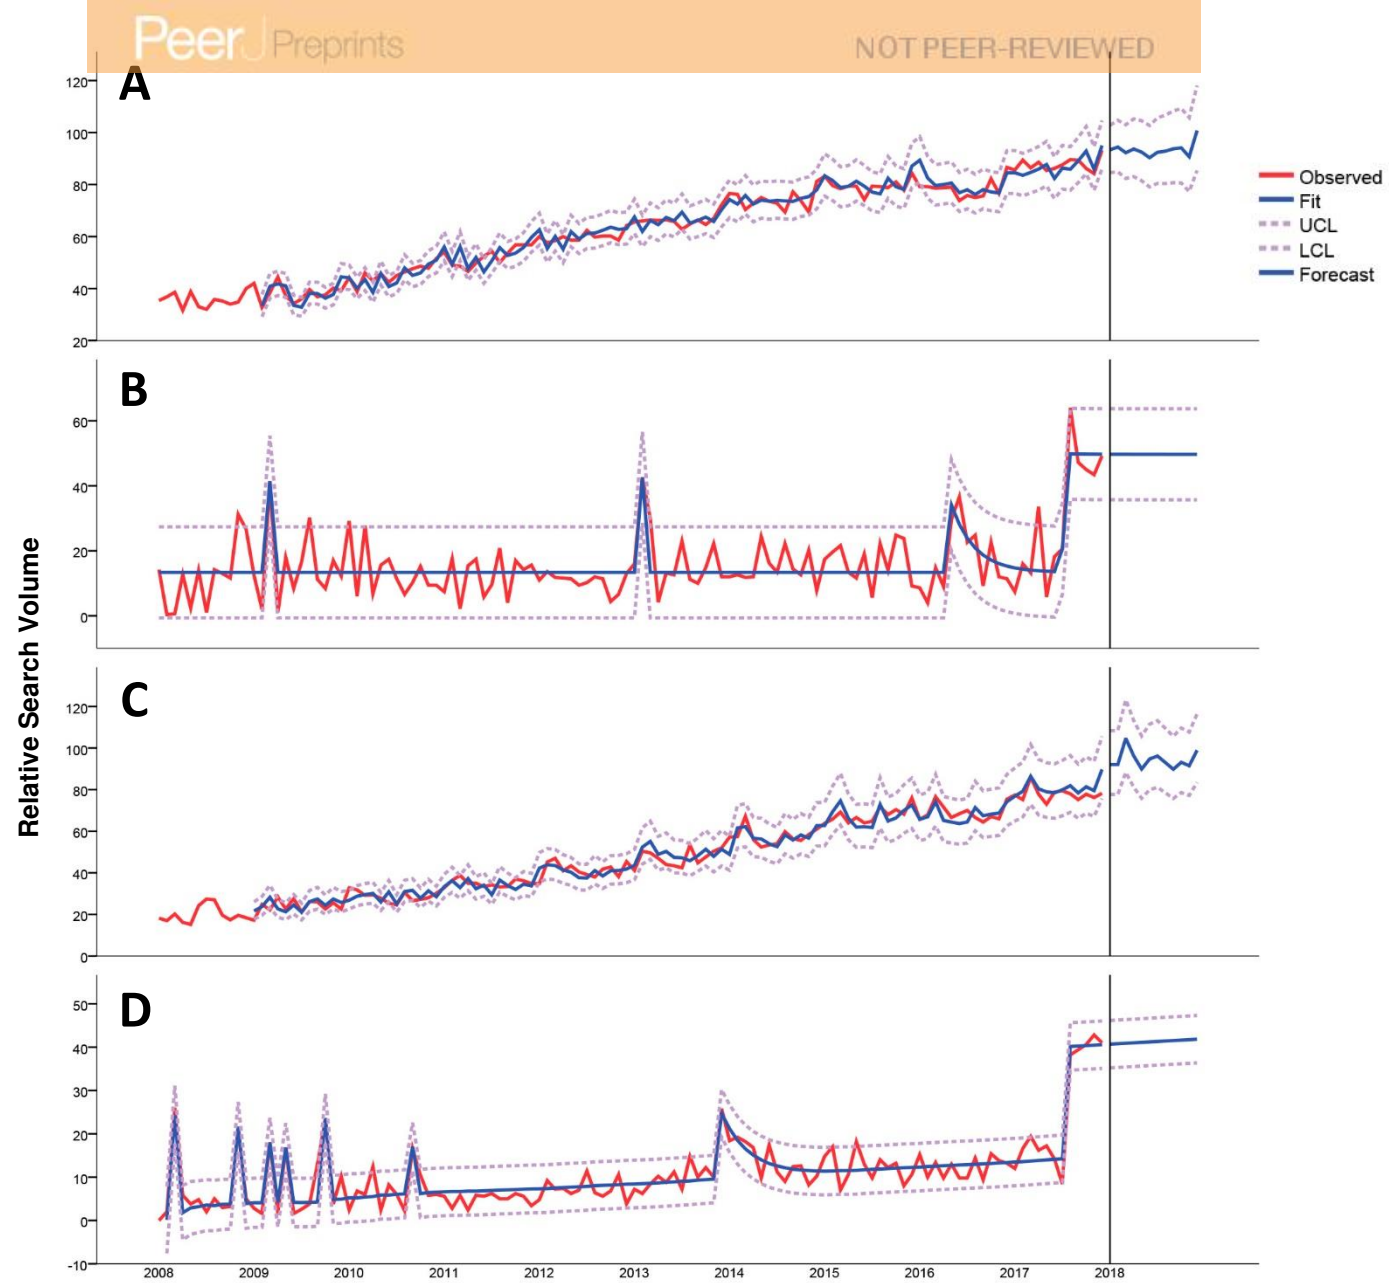 PeerJ Preprints
NOT PEER-REVIEWED
A
120
100
80
60
40
20
Observed
Fit
UCL
LCL
Forecast
B
60
40
20
0
Relative Search Volume
C
120
100
80
60
40
20
0
D
50
40
30
20
10
0
-10
2008 2009 2010 2011 2012 2013 2014 2015 2016 2017 2018